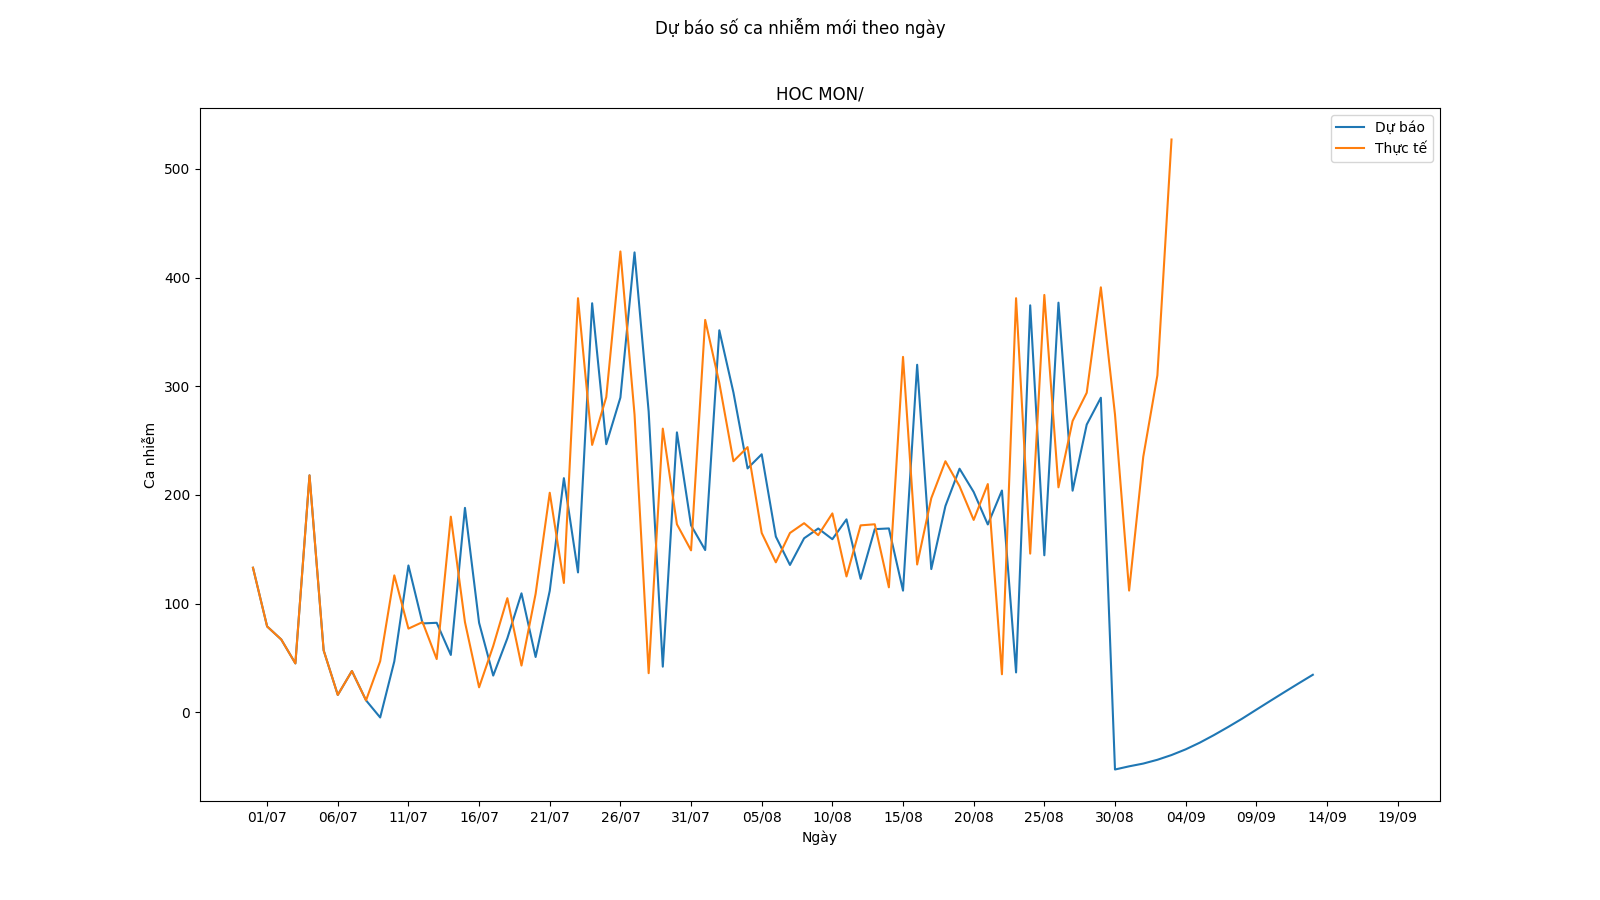 Dự báo số ca nhiễm mới theo ngày
HOC MON/
Dự báo
Thực tế
500
400
300
200
100
0
Ca nhiễm
01/07 06/07 11/07 16/07 21/07 26/07 31/07 05/08 10/08 15/08 20/08 25/08 30/08 04/09 09/09 14/09 19/09
Ngày